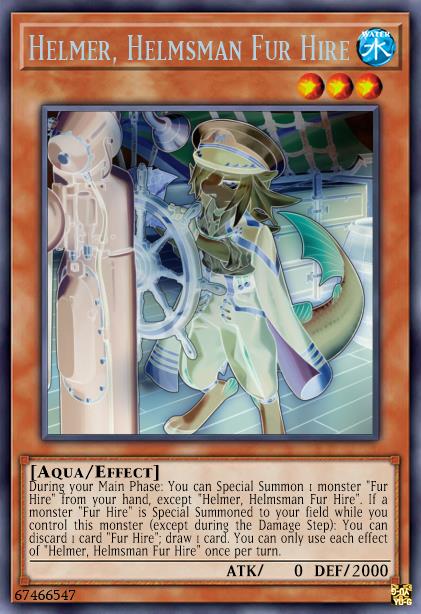 Helmer, Helmsman Fur Hire
WATER
水
[Aqua/Effect]
During your Main Phase: You can Special Summon 1 monster "Fur
Hire" from your hand, except "Helmer, Helmsman Fur Hire". If a
monster "Fur Hire" is Special Summoned to your field while you
control this monster (except during the Damage Step): You can
discard 1 card "Fur Hire"; draw 1 card. You can only use each effect
of "Helmer, Helmsman Fur Hire" once per turn.
ATK/ 0 DEF/2000
67466547